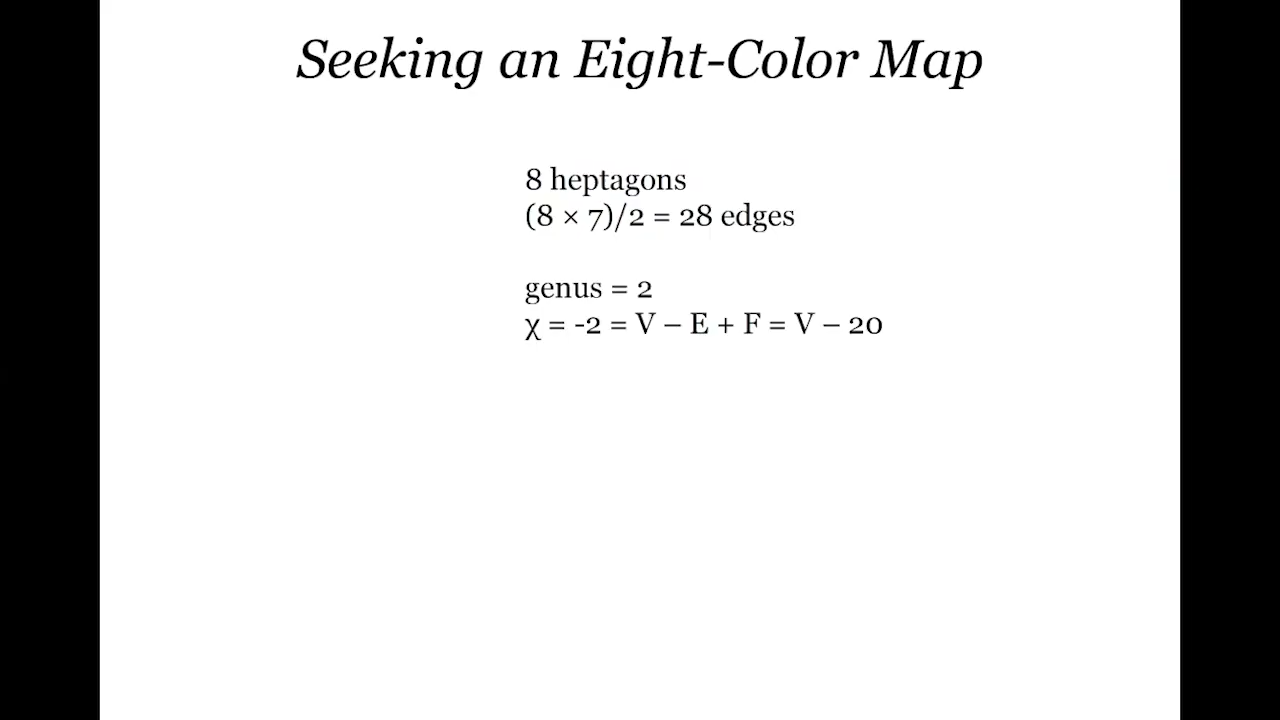 Seeking an Eight-Color Map
8 heptagons
(8 × 7)/2 = 28 edges
genus = 2
χ = -2 = V – E + F = V – 20